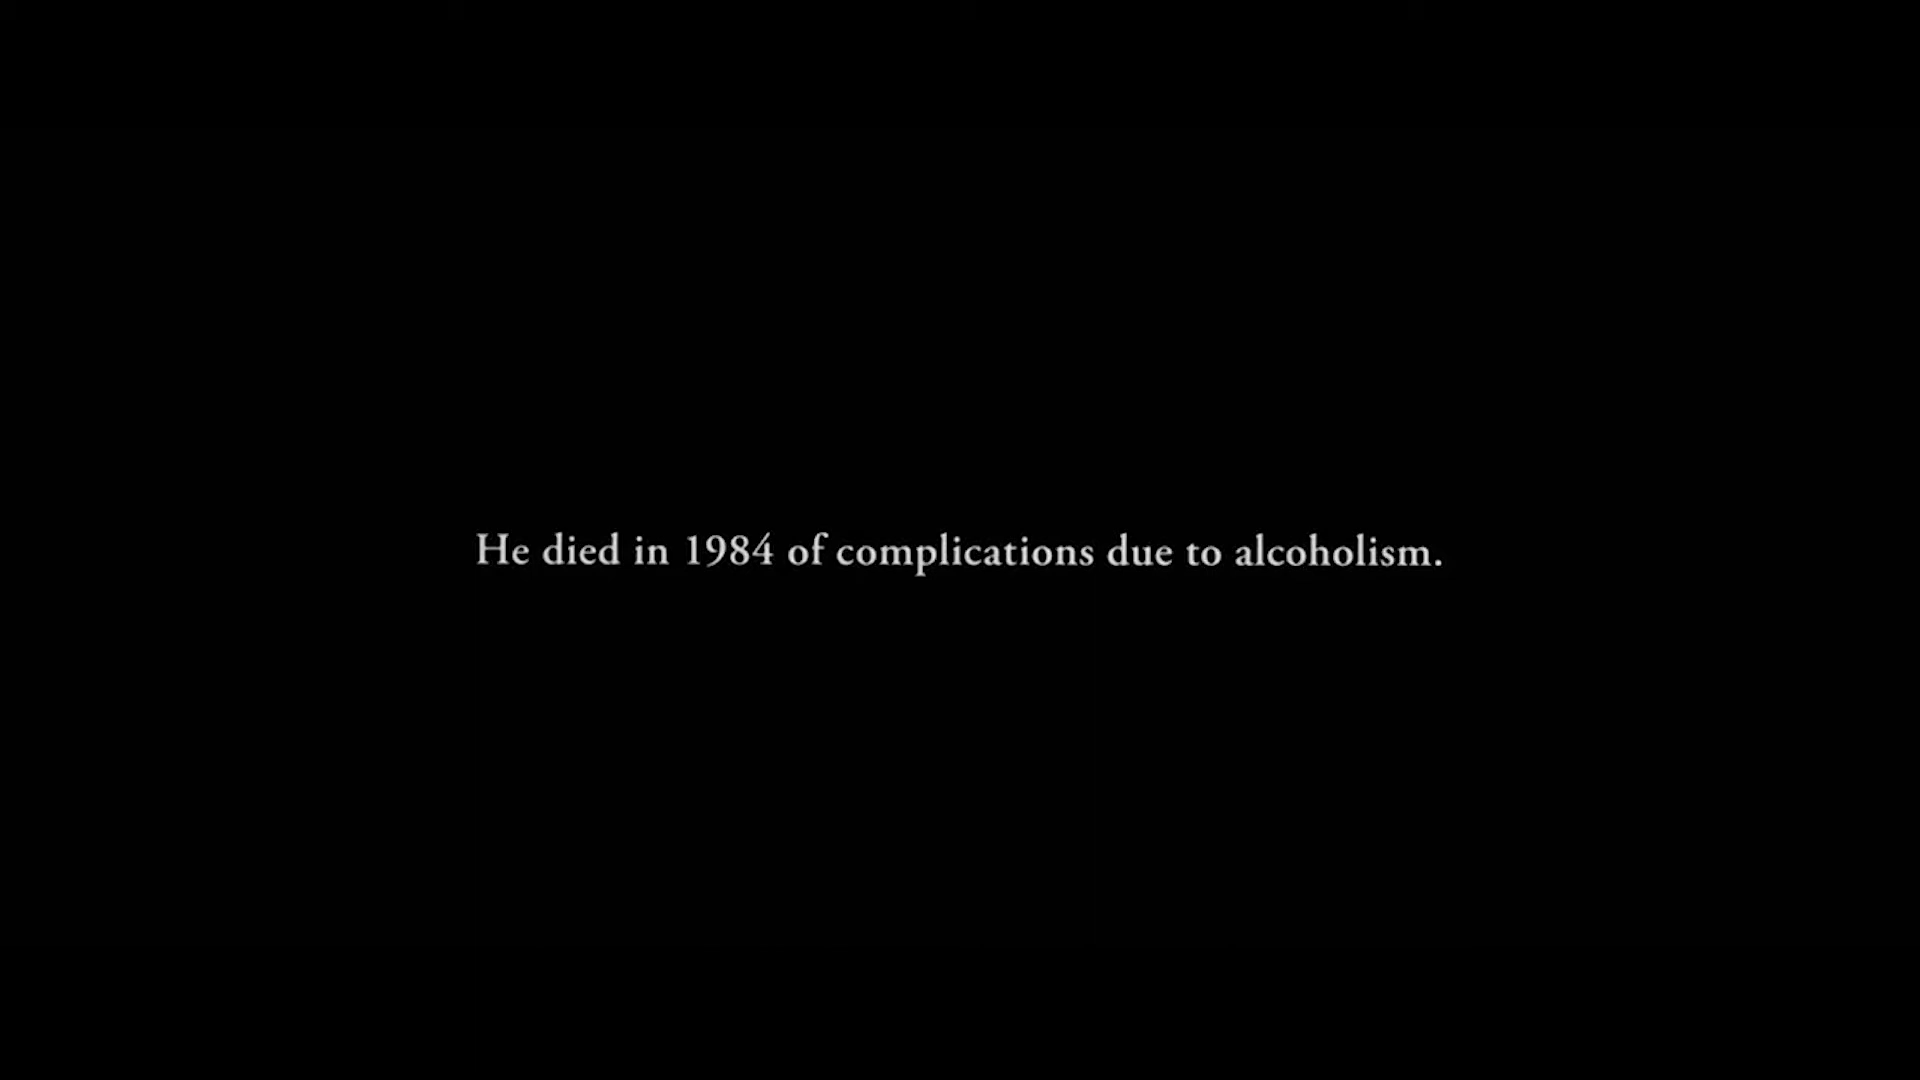 He died in 1984 of complications due to alcoholism.